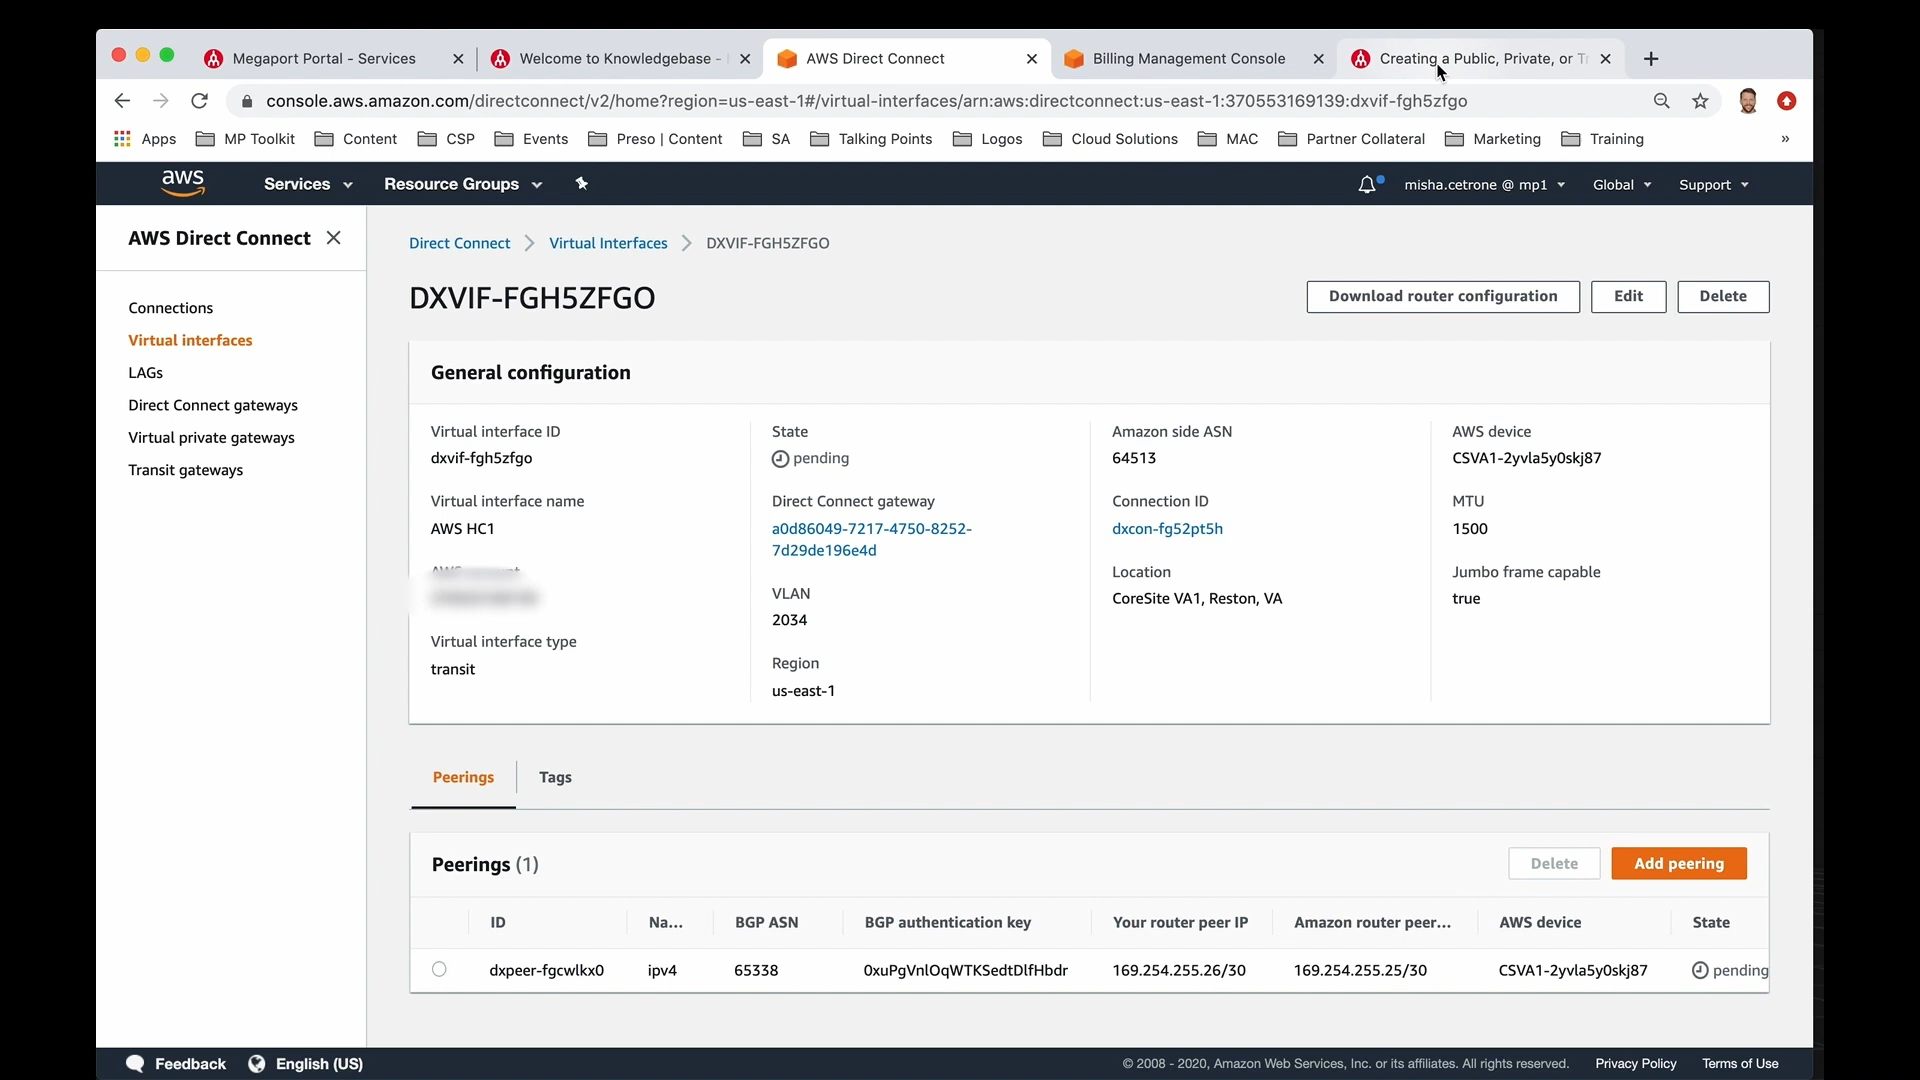 Megaport Portal - Services
Welcome to Knowledgebase -
AWS Direct Connect
Billing Management Console
Creating a Public, Private, or Tr
console.aws.amazon.com/directconnect/v2/home?region=us-east-1#/virtual-interfaces/arn:aws:directconnect:us-east-1:370553169139:dxvif-fgh5zfgo
Apps MP Toolkit Content CSP Events Preso | Content SA Talking Points Logos Cloud Solutions MAC Partner Collateral Marketing Training »
aws Services Resource Groups misha.cetrone @ mp1 Global Support
AWS Direct Connect
Connections
Virtual interfaces
LAGs
Direct Connect gateways
Virtual private gateways
Transit gateways
Direct Connect Virtual Interfaces DXVIF-FGH5ZFGO
DXVIF-FGH5ZFGO
Download router configuration Edit Delete
General configuration
Virtual interface ID
dxvif-fgh5zfgo
Virtual interface name
AWS HC1
Virtual interface type
transit
State
pending
Direct Connect gateway
a0d86049-7217-4750-8252-
7d29de196e4d
VLAN
2034
Region
us-east-1
Amazon side ASN
64513
Connection ID
dxcon-fg52pt5h
Location
CoreSite VA1, Reston, VA
AWS device
CSVA1-2yvla5y0skj87
MTU
1500
Jumbo frame capable
true
Peerings Tags
Peerings (1)
Delete Add peering
ID Na... BGP ASN BGP authentication key Your router peer IP Amazon router peer... AWS device State
dxpeer-fgcwlkx0 ipv4 65338 0xuPgVnlOqWTKSedtDlfHbdr 169.254.255.26/30 169.254.255.25/30 CSVA1-2yvla5y0skj87 pending
Feedback English (US) © 2008 - 2020, Amazon Web Services, Inc. or its affiliates. All rights reserved. Privacy Policy Terms of Use